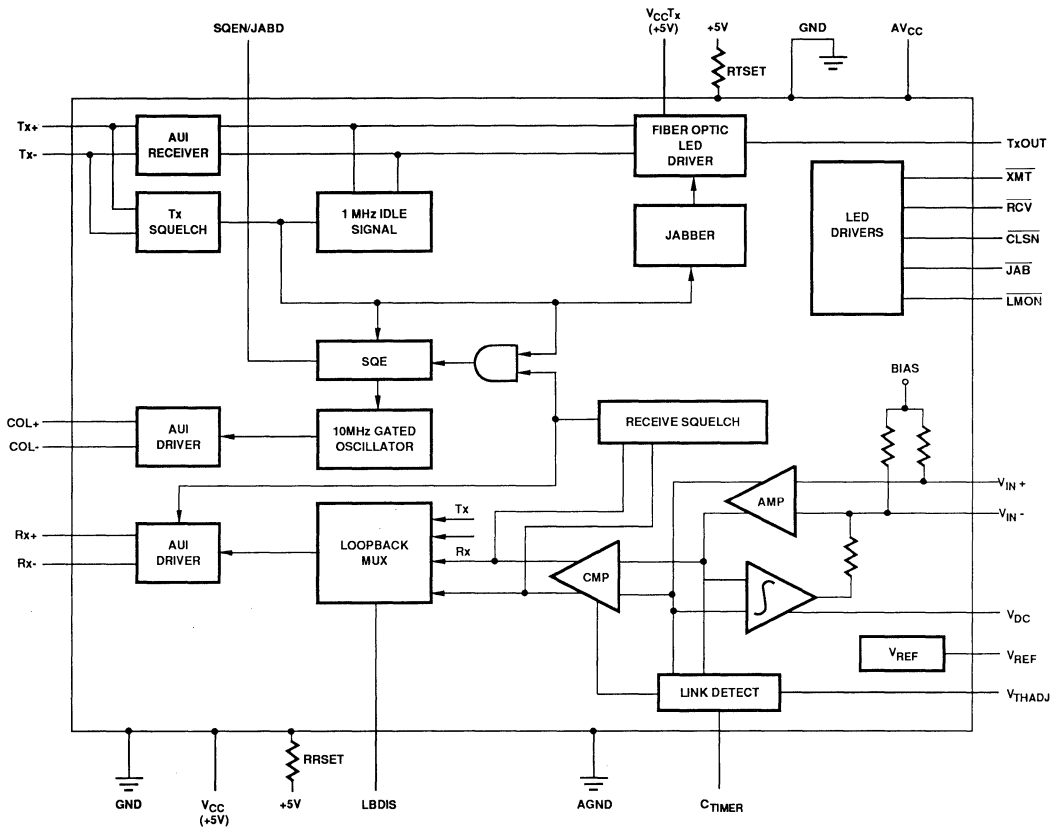 SQEN/JABD
VCCTx
(+5V)
+5V
RTSET
GND
AVCC
Tx+
Tx-
AUI
RECEIVER
Tx
SQUELCH
1 MHz IDLE
SIGNAL
FIBER OPTIC
LED
DRIVER
JABBER
LED
DRIVERS
TxOUT
XMT
RCV
CLSN
JAB
LMON
SQE
BIAS
COL+
COL-
AUI
DRIVER
10MHz GATED
OSCILLATOR
RECEIVE SQUELCH
AMP
VIN +
VIN -
Rx+
Rx-
AUI
DRIVER
LOOPBACK
MUX
Tx
Rx
CMP
∫
VDC
VREF
VREF
LINK DETECT
VTHADJ
GND
VCC
(+5V)
RRSET
+5V
LBDIS
AGND
CTIMER